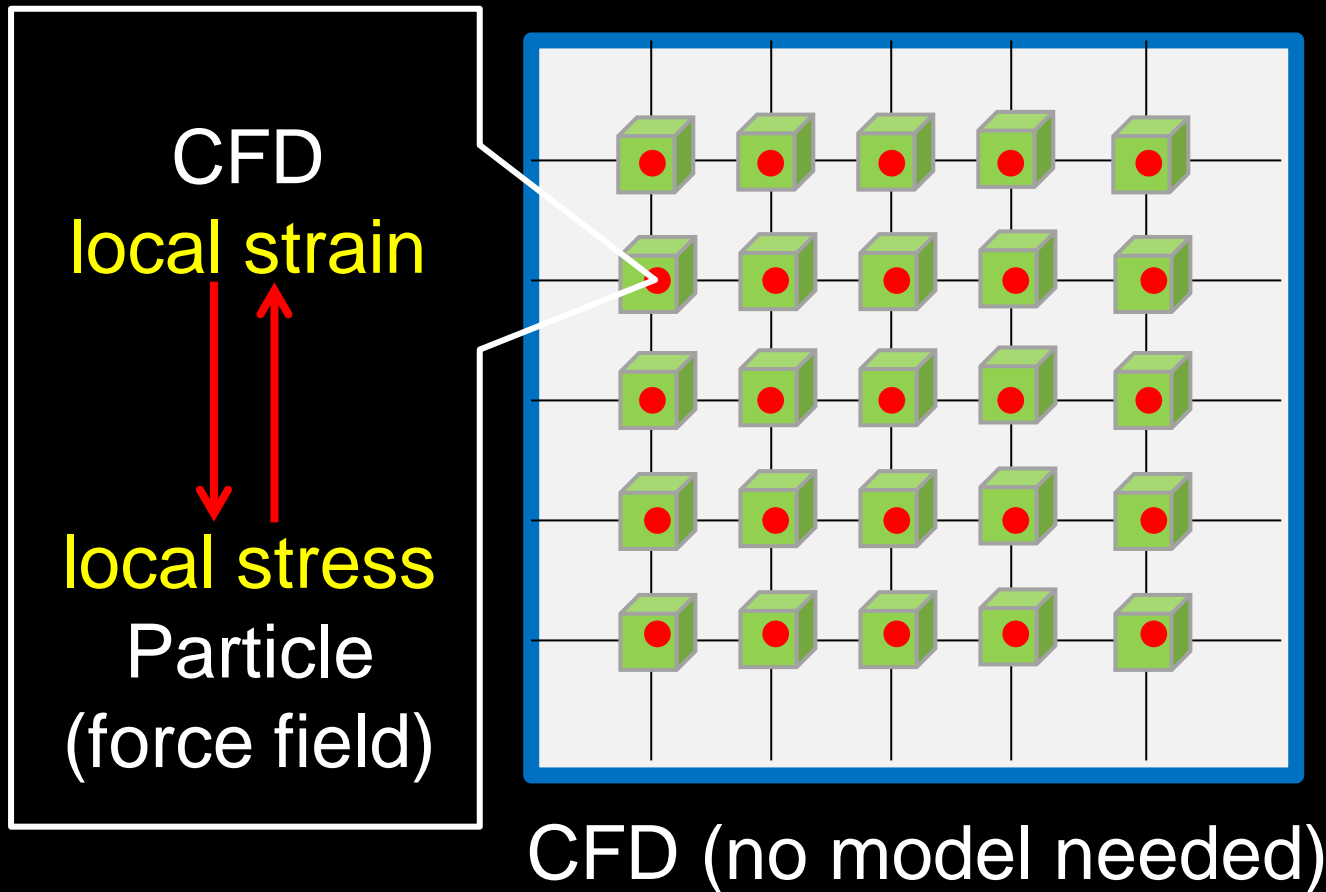 CFD
local strain
local stress
Particle
(force field)
CFD (no model needed)